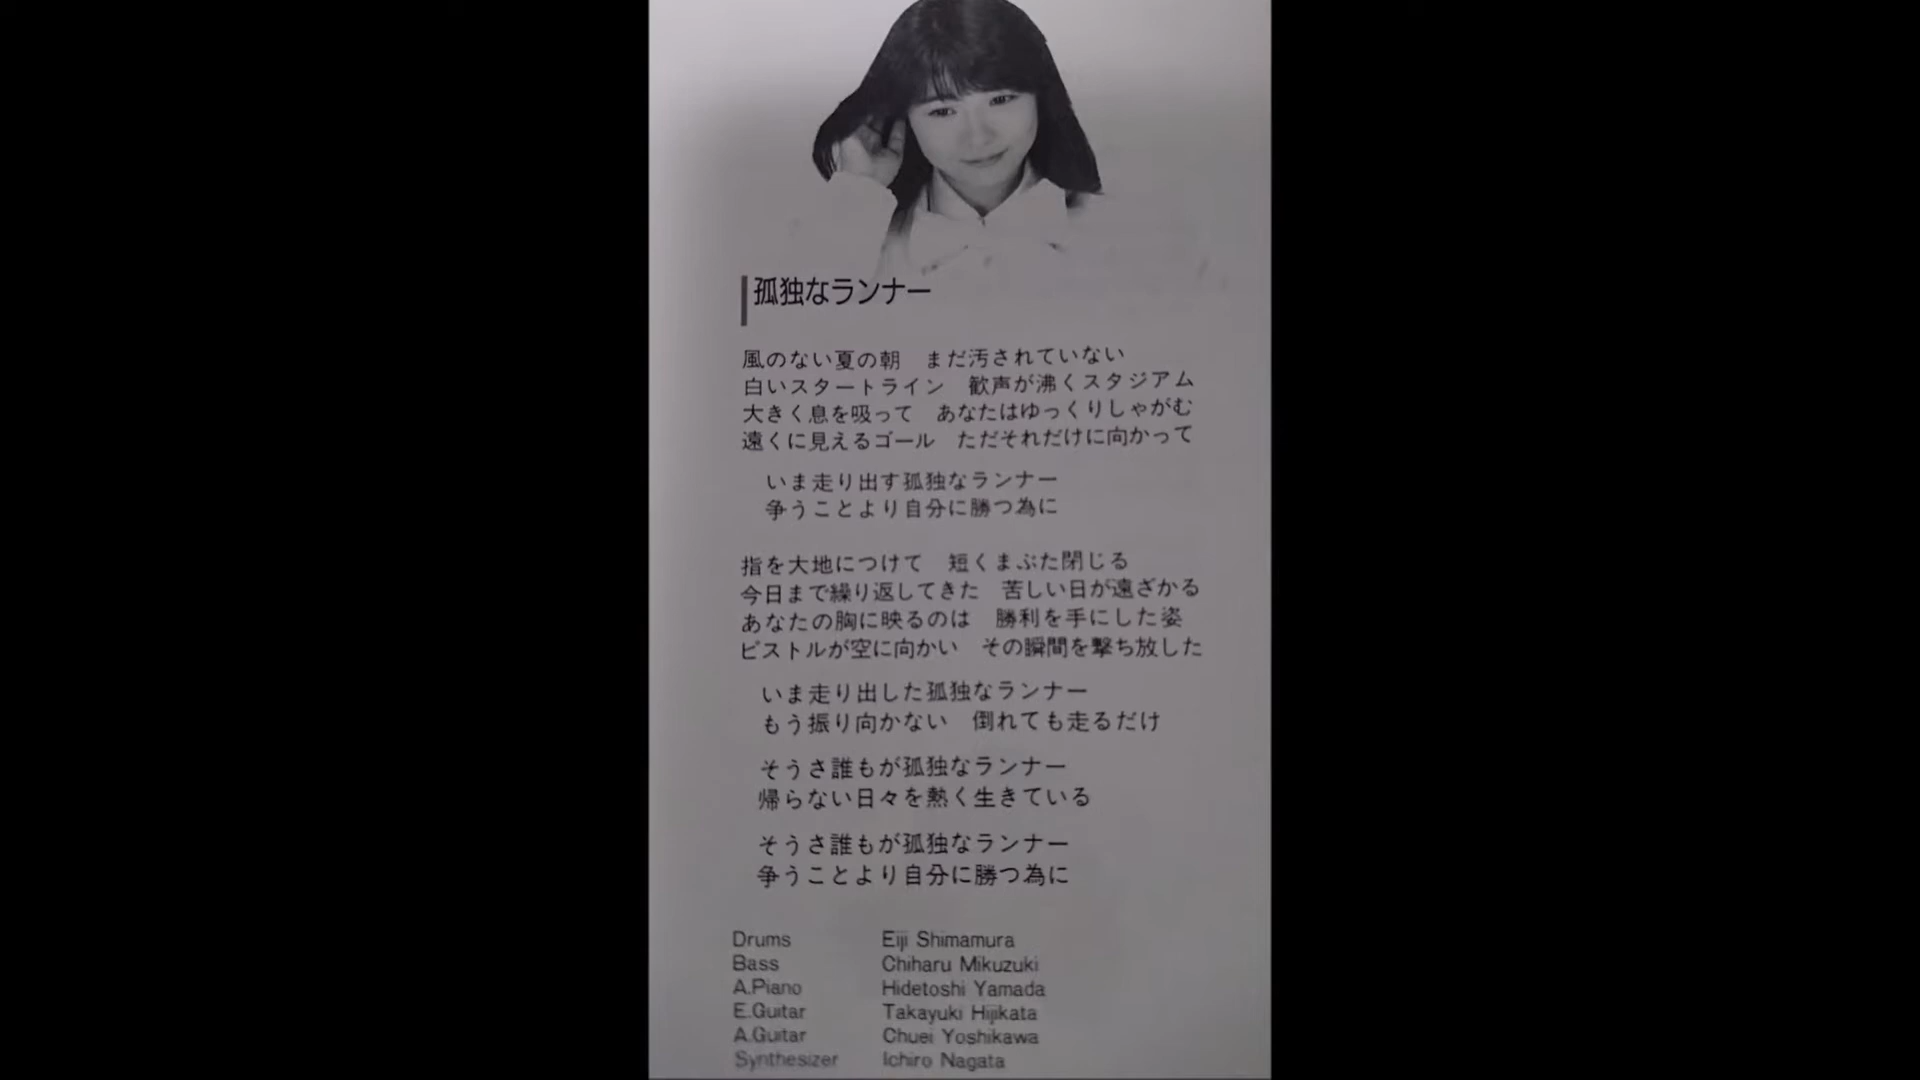 孤独なランナー
風のない夏の朝　まだ汚されていない
白いスタートライン　歓声が沸くスタジアム
大きく息を吸って　あなたはゆっくりしゃがむ
遠くに見えるゴール　ただそれだけに向かって
いま走り出す孤独なランナー
争うことより自分に勝つ為に
指を大地につけて　短くまぶた閉じる
今日まで繰り返してきた　苦しい日が遠ざかる
あなたの胸に映るのは　勝利を手にした姿
ピストルが空に向かい　その瞬間を撃ち放した
いま走り出した孤独なランナー
もう振り向かない　倒れても走るだけ
そうさ誰もが孤独なランナー
帰らない日々を熱く生きている
そうさ誰もが孤独なランナー
争うことより自分に勝つ為に
Drums Eiji Shimamura
Bass Chiharu Mikuzuki
A.Piano Hidetoshi Yamada
E.Guitar Takayuki Hijikata
A.Guitar Chuei Yoshikawa
Synthesizer Ichiro Nagata